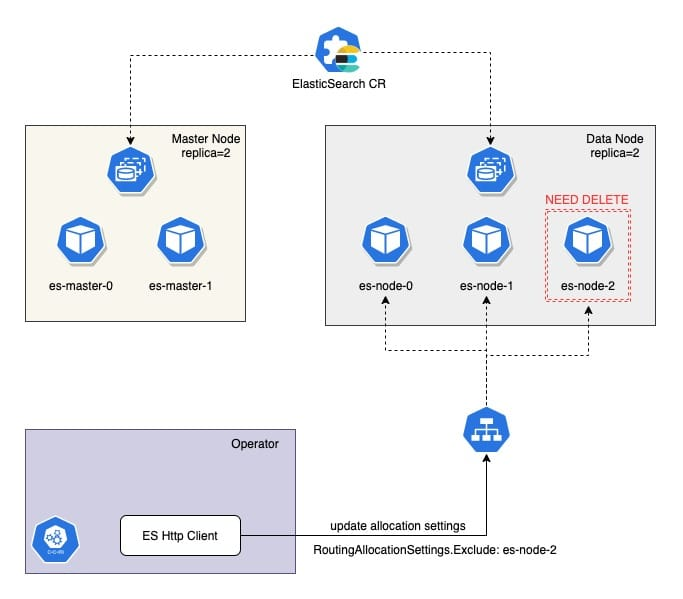 ElasticSearch CR
Master Node
replica=2
Data Node
replica=2
NEED DELETE
es-master-0
es-master-1
es-node-0
es-node-1
es-node-2
Operator
ES Http Client
update allocation settings
RoutingAllocationSettings.Exclude: es-node-2